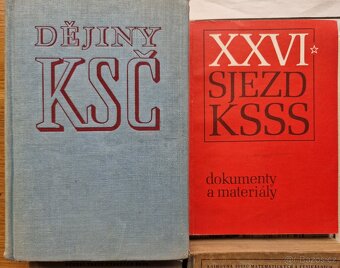 DĚJINY
KSČ
XXVI.
SJEZD
KSSS
dokumenty
a materiály